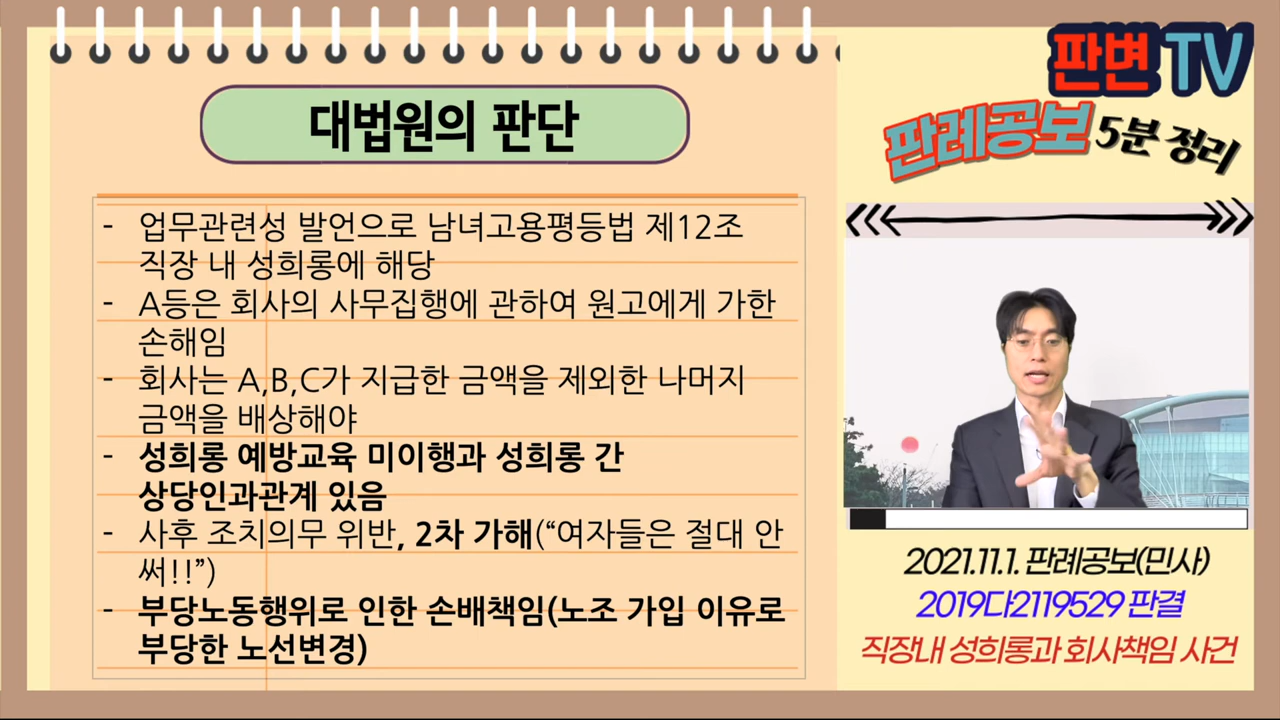 대법원의 판단
- 업무관련성 발언으로 남녀고용평등법 제12조
직장 내 성희롱에 해당
- A등은 회사의 사무집행에 관하여 원고에게 가한
손해임
- 회사는 A,B,C가 지급한 금액을 제외한 나머지
금액을 배상해야
- 성희롱 예방교육 미이행과 성희롱 간
상당인과관계 있음
- 사후 조치의무 위반, 2차 가해(“여자들은 절대 안
써!!”)
- 부당노동행위로 인한 손배책임(노조 가입 이유로
부당한 노선변경)
판변 TV
판례공보 5분 정리
2021.11.1. 판례공보(민사)
2019다2119529 판결
직장내 성희롱과 회사책임 사건